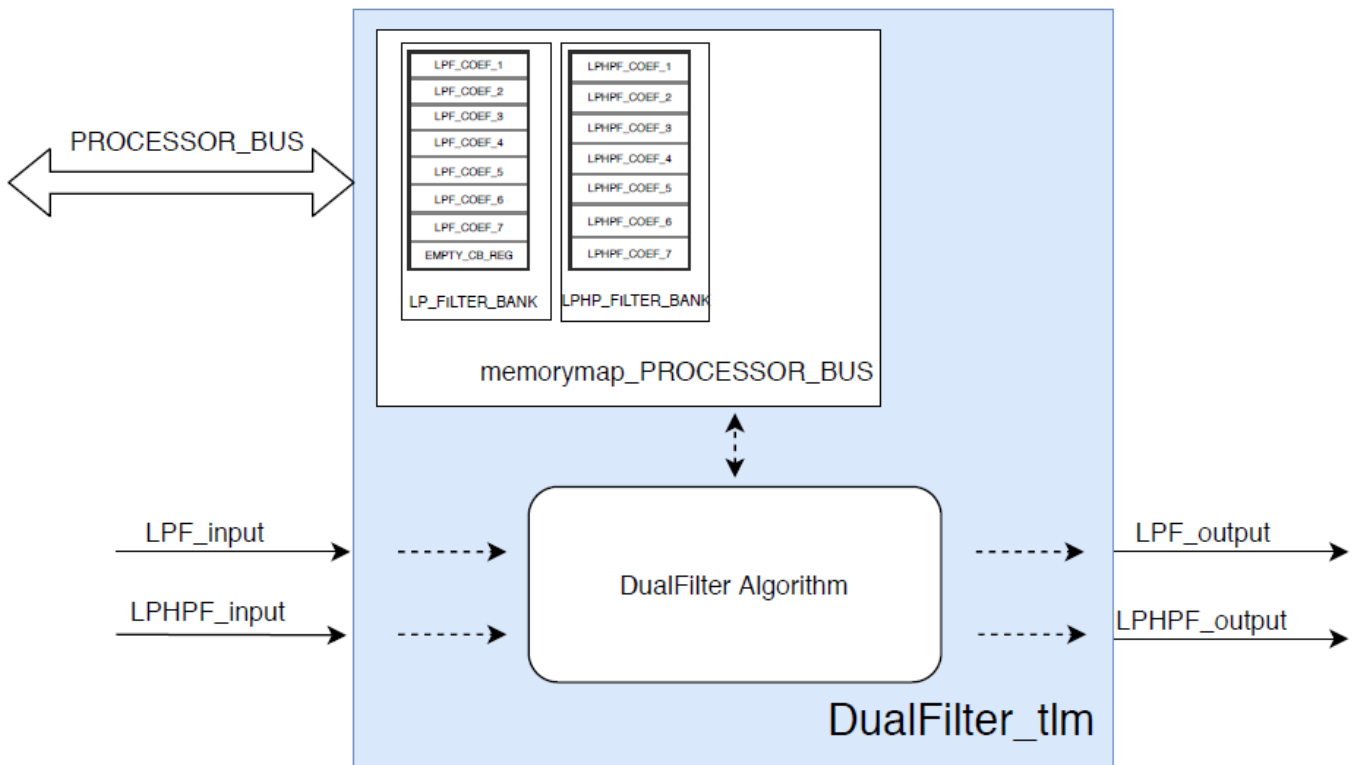 PROCESSOR_BUS
LPF_COEF_1
LPF_COEF_2
LPF_COEF_3
LPF_COEF_4
LPF_COEF_5
LPF_COEF_6
LPF_COEF_7
EMPTY_CB_REG
LP_FILTER_BANK
LPHPF_COEF_1
LPHPF_COEF_2
LPHPF_COEF_3
LPHPF_COEF_4
LPHPF_COEF_5
LPHPF_COEF_6
LPHPF_COEF_7
LPHP_FILTER_BANK
memorymap_PROCESSOR_BUS
LPF_input
LPHPF_input
DualFilter Algorithm
LPF_output
LPHPF_output
DualFilter_tlm